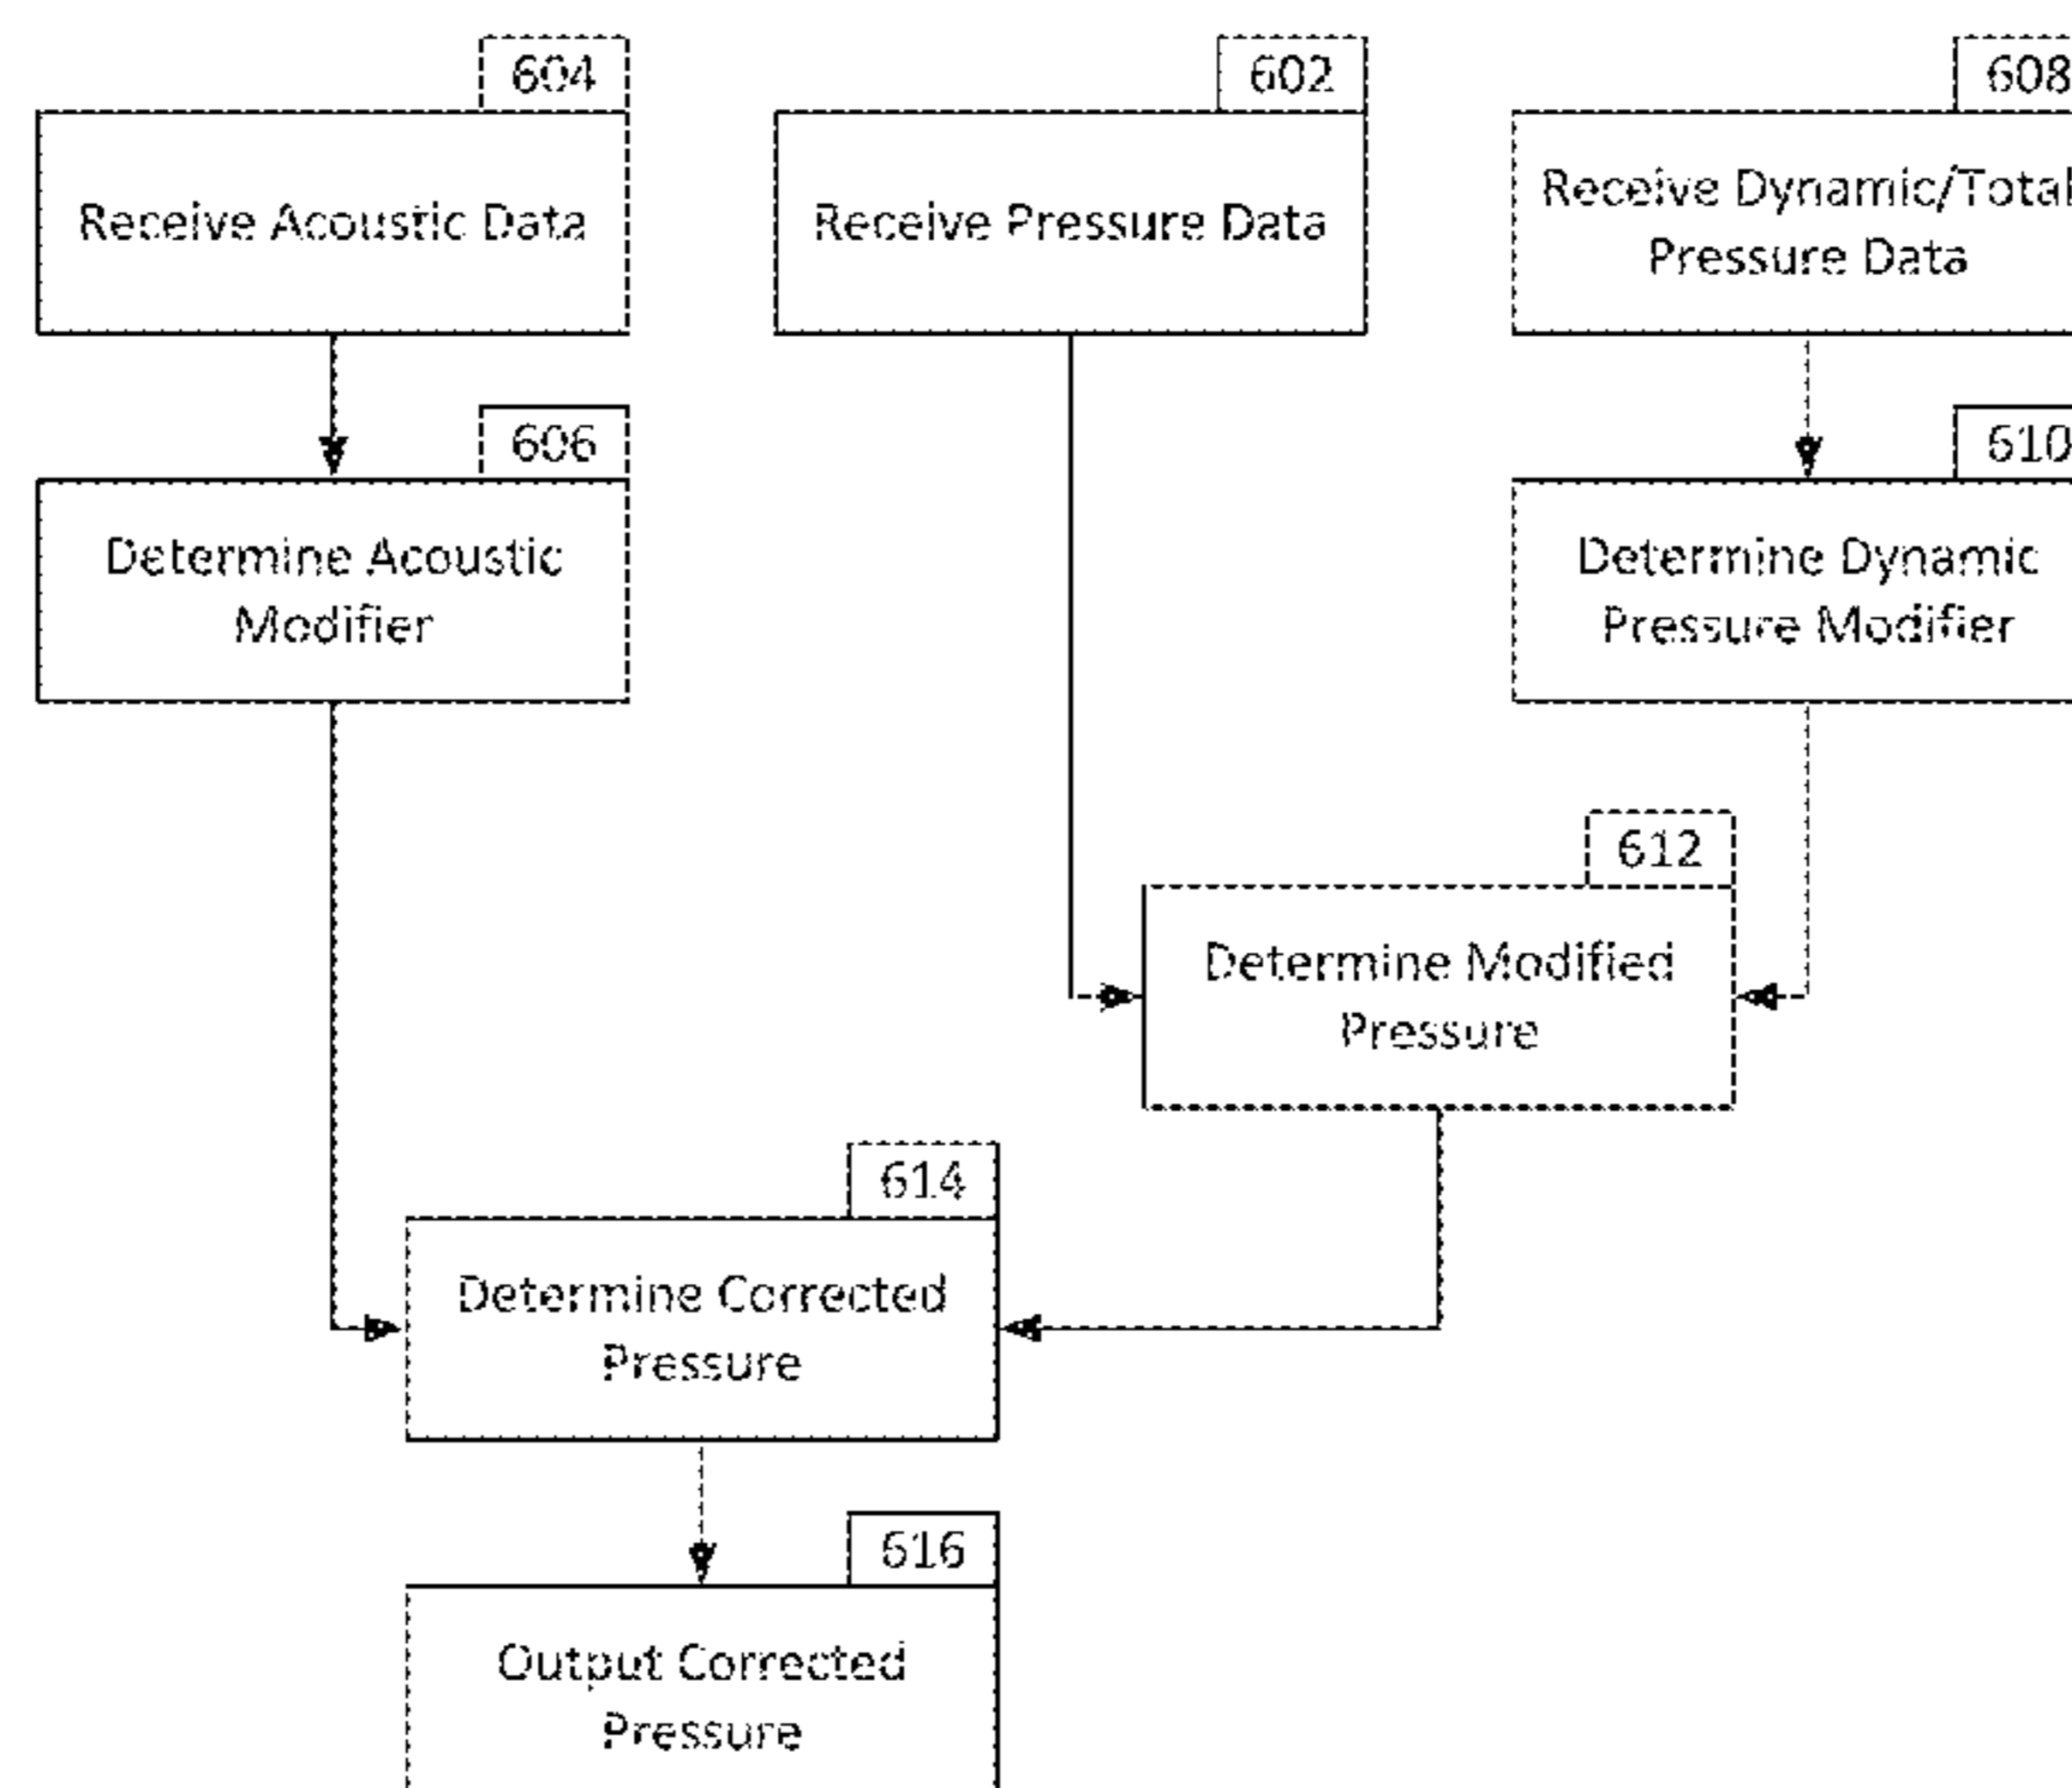 604
Receive Acoustic Data
602
Receive Pressure Data
608
Receive Dynamic/Total
Pressure Data
606
Determine Acoustic
Modifier
610
Determine Dynamic
Pressure Modifier
612
Determine Modified
Pressure
614
Determine Corrected
Pressure
616
Output Corrected
Pressure